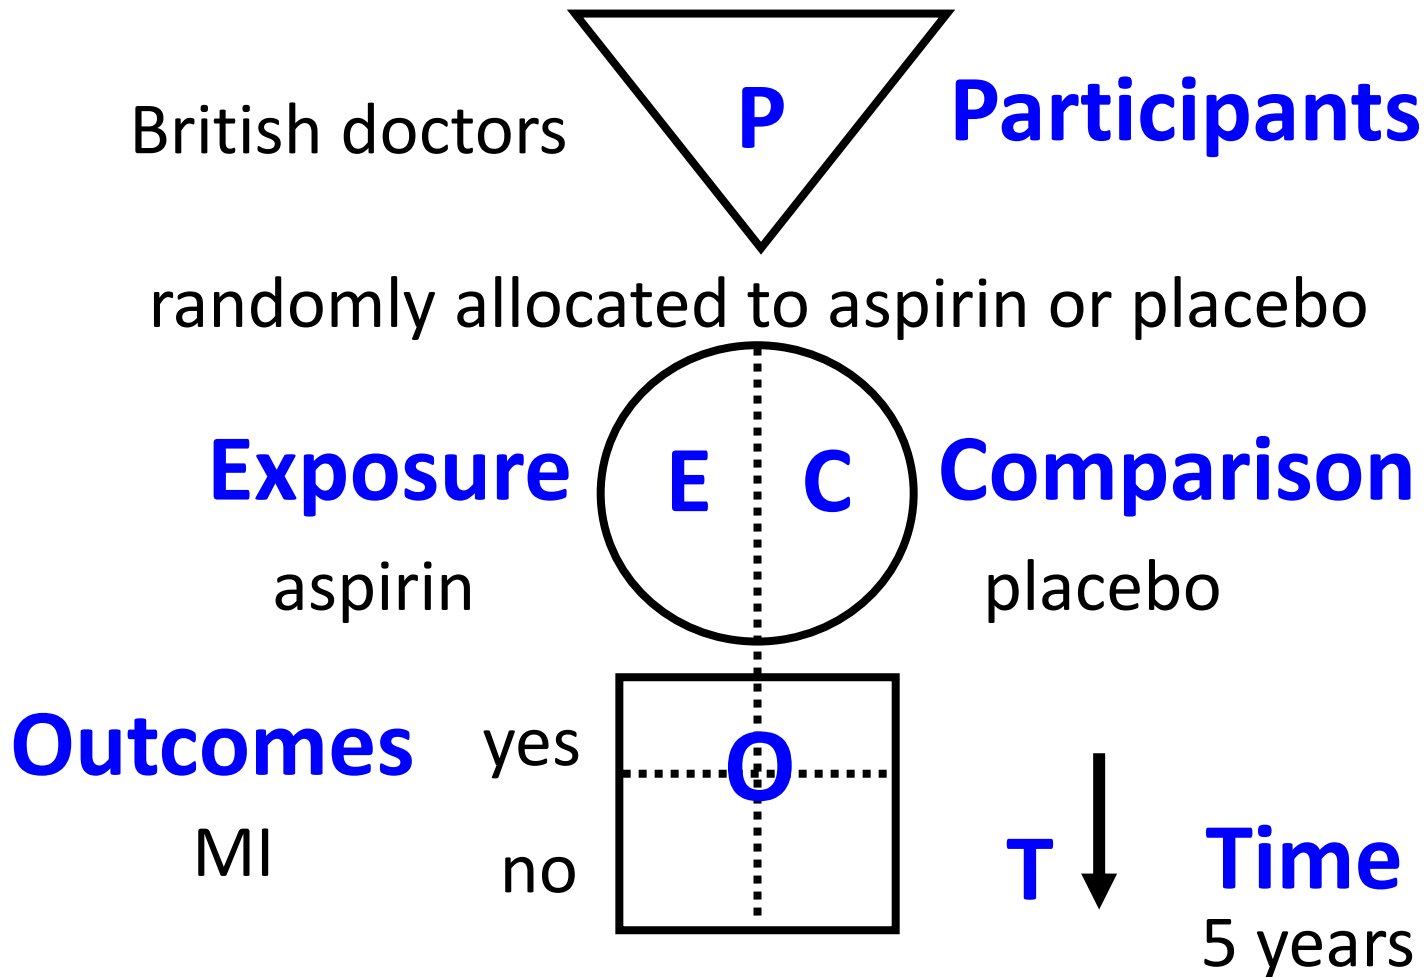 P
Participants
British doctors
randomly allocated to aspirin or placebo
Exposure
E
C
Comparison
aspirin
placebo
Outcomes
yes
O
MI
no
T
Time
5 years